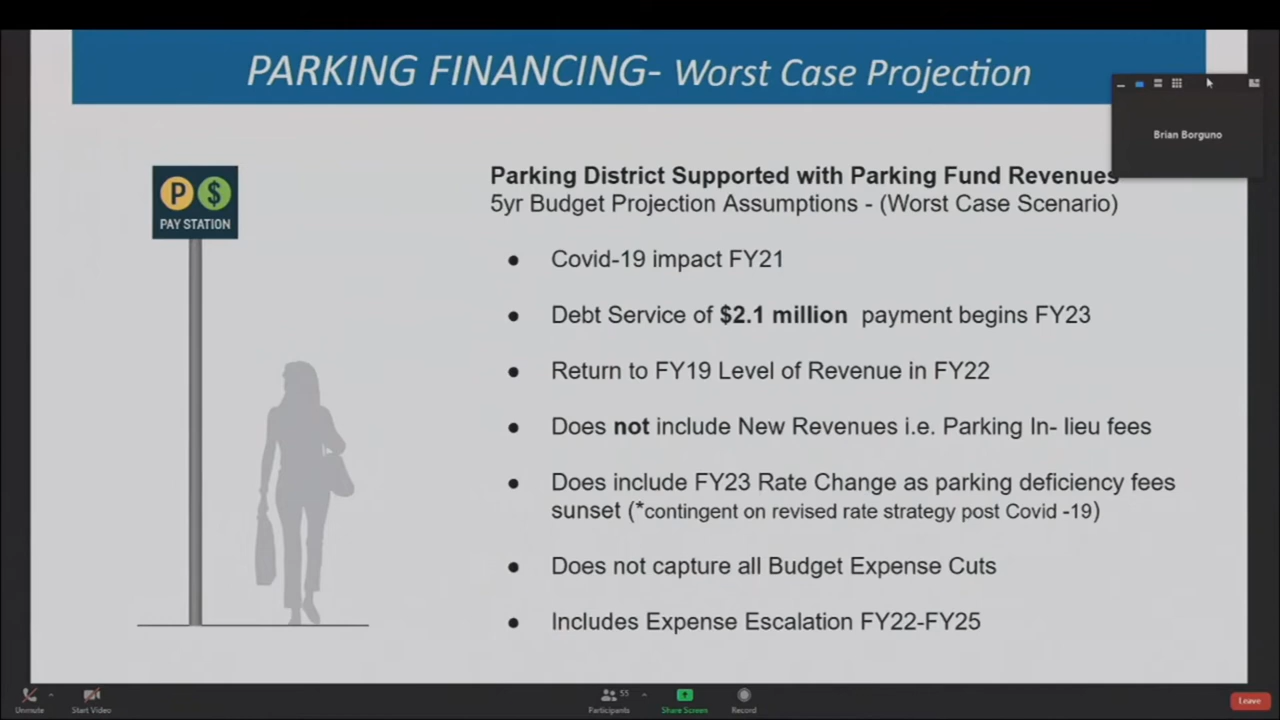 PARKING FINANCING- Worst Case Projection
Brian Borguno
P $
PAY STATION
Parking District Supported with Parking Fund Revenues
5yr Budget Projection Assumptions - (Worst Case Scenario)
● Covid-19 impact FY21
● Debt Service of $2.1 million payment begins FY23
● Return to FY19 Level of Revenue in FY22
● Does not include New Revenues i.e. Parking In- lieu fees
● Does include FY23 Rate Change as parking deficiency fees
sunset (*contingent on revised rate strategy post Covid -19)
● Does not capture all Budget Expense Cuts
● Includes Expense Escalation FY22-FY25
Unmute
Start Video
55
Participants
Share Screen
Record
Leave